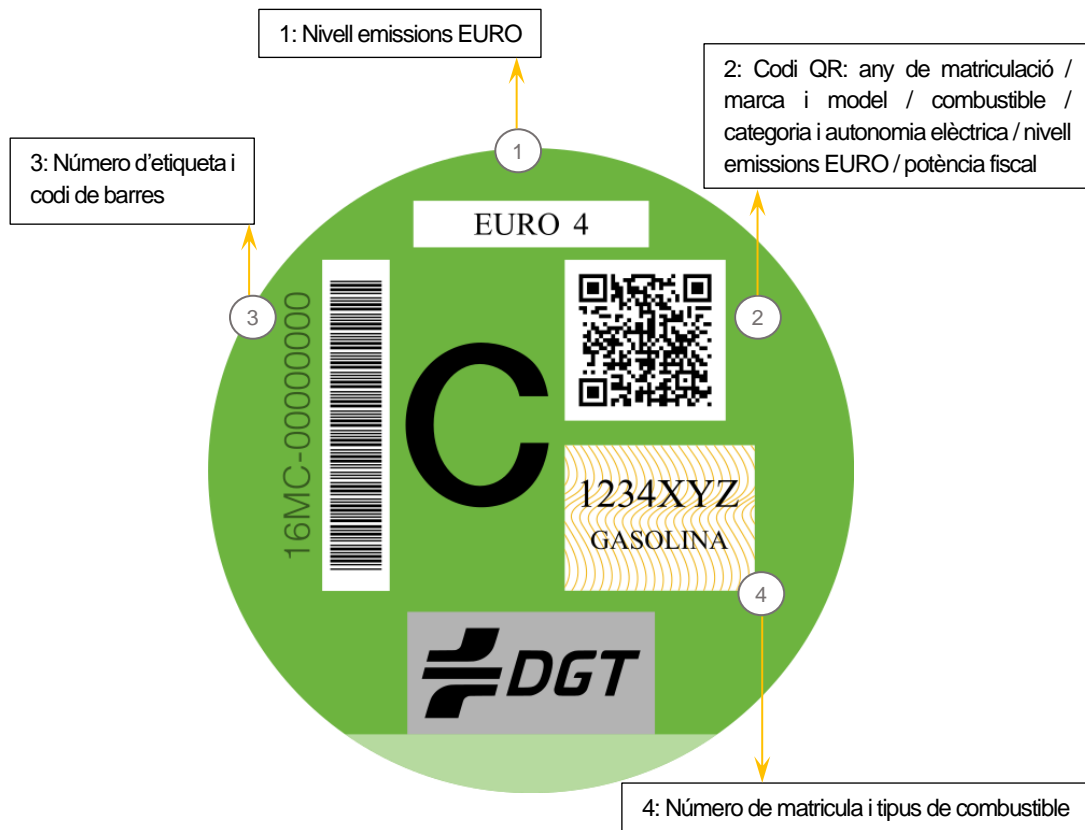 1: Nivell emissions EURO
2: Codi QR: any de matriculació /
marca i model / combustible /
categoria i autonomia elèctrica / nivell
emissions EURO / potència fiscal
3: Número d'etiqueta i
codi de barres
1
EURO 4
3
2
16MC-00000000
C
1234XYZ
GASOLINA
4
DGT
4: Número de matricula i tipus de combustible